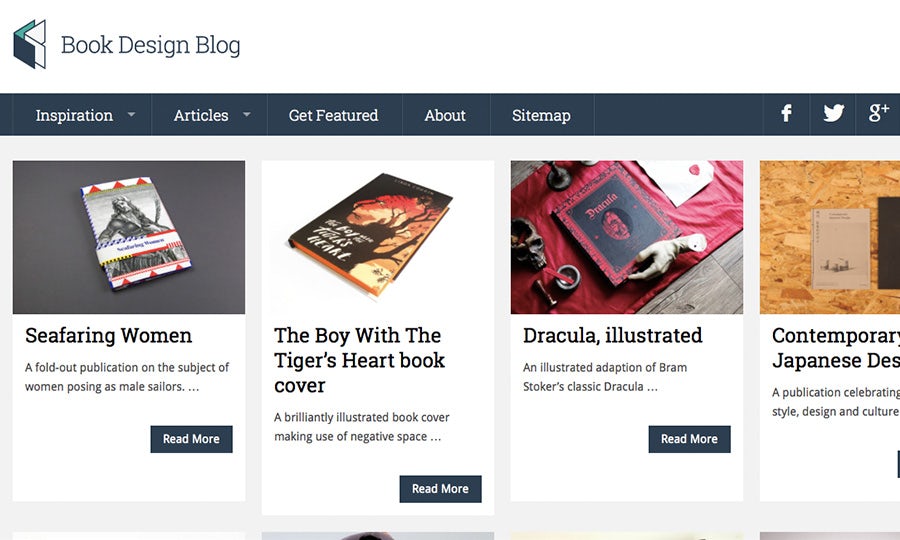 Book Design Blog
Inspiration
Articles
Get Featured
About
Sitemap
f
g+
Seafaring Women
LINDA COGGIN
The Boy
and the
Tiger's
Heart
Dracula
Seafaring Women
A fold-out publication on the subject of
women posing as male sailors. …
Read More
The Boy With The
Tiger’s Heart book
cover
A brilliantly illustrated book cover
making use of negative space …
Read More
Dracula, illustrated
An illustrated adaption of Bram
Stoker’s classic Dracula …
Read More
Contemporary
Japanese Des
A publication celebrating
style, design and culture